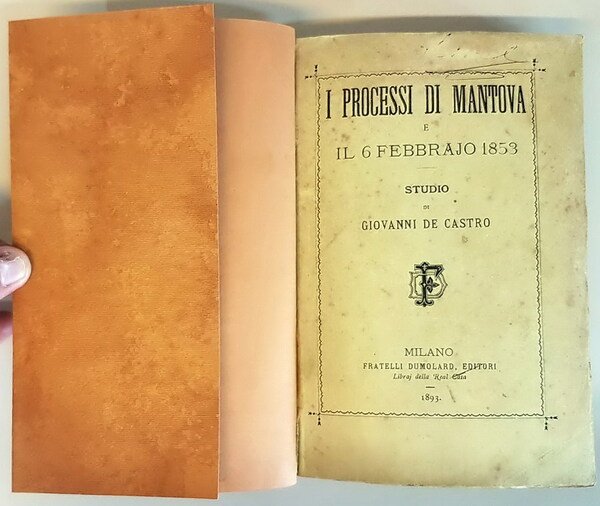 I PROCESSI DI MANTOVA
E
IL 6 FEBBRAJO 1853
STUDIO
DI
GIOVANNI DE CASTRO
MILANO
FRATELLI DUMOLARD, EDITORI
Libraj della Real Casa
1893.